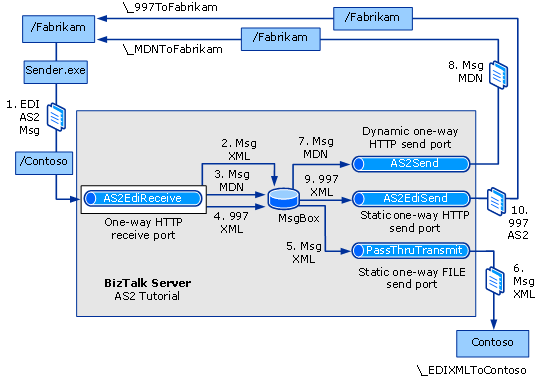 \_997ToFabrikam
/Fabrikam
/Fabrikam
\_MDNToFabrikam
/Fabrikam
Sender.exe
8. Msg
MDN
1. EDI
AS2
Msg
/Contoso
Dynamic one-way
HTTP send port
2. Msg
XML
7. Msg
MDN
AS2Send
3. Msg
MDN
9. 997
XML
AS2EdiReceive
AS2EdiSend
4. 997
XML
MsgBox
One-way HTTP
receive port
Static one-way HTTP
send port
10.
997
AS2
5. Msg
XML
PassThruTransmit
BizTalk Server
AS2 Tutorial
Static one-way FILE
send port
6.
Msg
XML
Contoso
\_EDIXMLToContoso